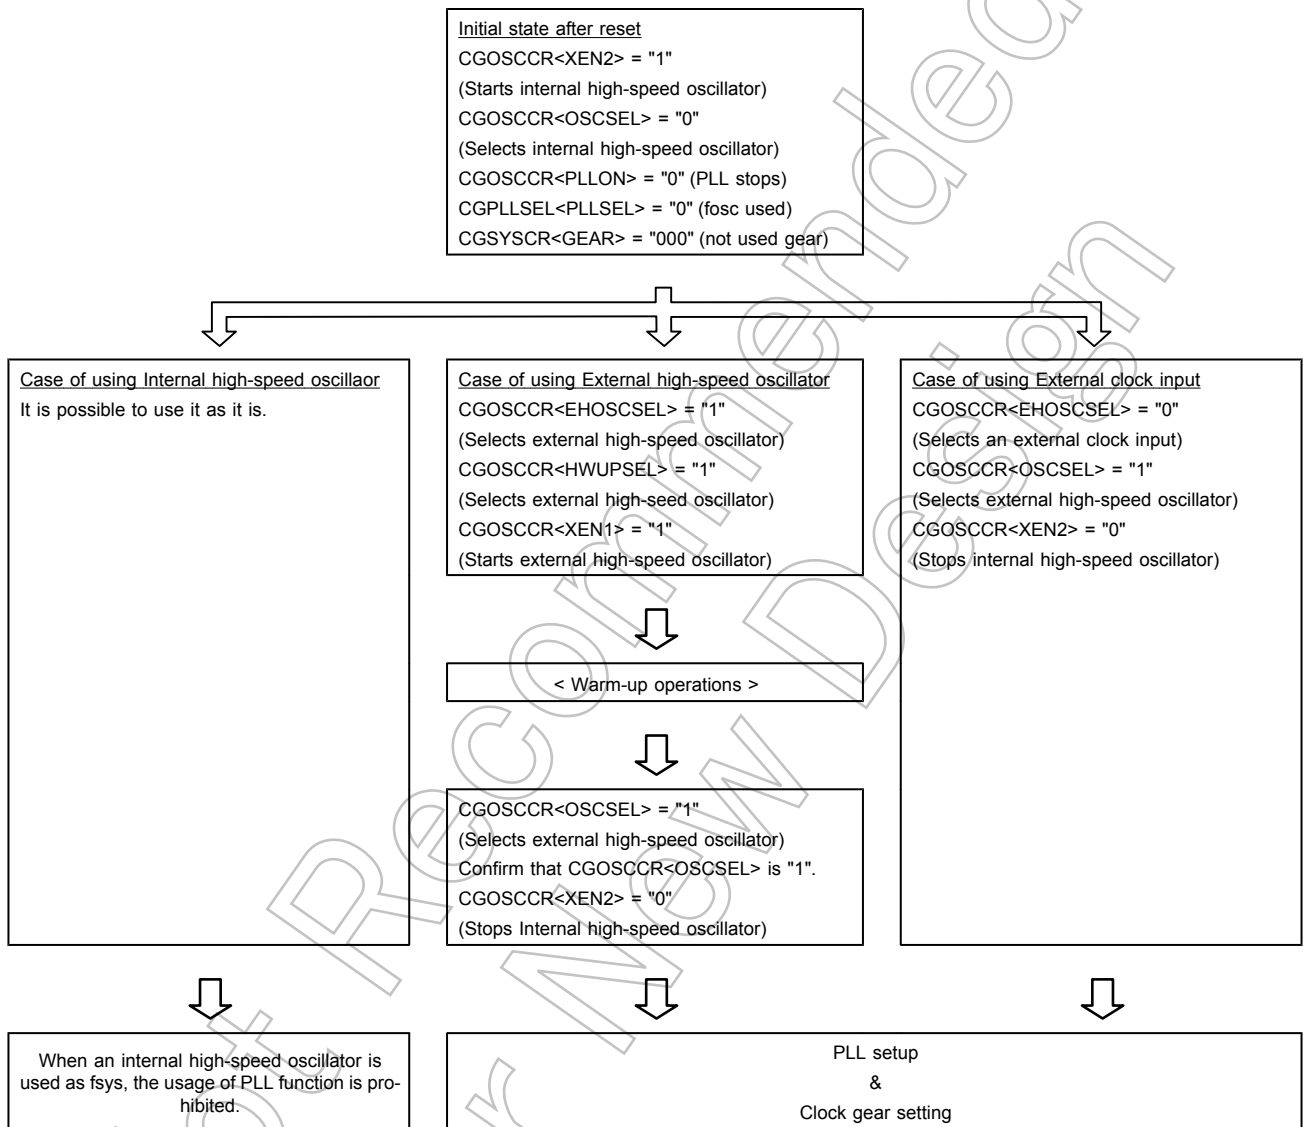 Initial state after reset
CGOSCCR<XEN2> = "1"
(Starts internal high-speed oscillator)
CGOSCCR<OSCSEL> = "0"
(Selects internal high-speed oscillator)
CGOSCCR<PLLON> = "0" (PLL stops)
CGPLLSEL<PLLSEL> = "0" (fosc used)
CGSYSCR<GEAR> = "000" (not used gear)
Case of using Internal high-speed oscillaor
It is possible to use it as it is.
Case of using External high-speed oscillator
CGOSCCR<EHOSCSEL> = "1"
(Selects external high-speed oscillator)
CGOSCCR<HWUPSEL> = "1"
(Selects external high-seed oscillator)
CGOSCCR<XEN1> = "1"
(Starts external high-speed oscillator)
< Warm-up operations >
CGOSCCR<OSCSEL> = "1"
(Selects external high-speed oscillator)
Confirm that CGOSCCR<OSCSEL> is "1".
CGOSCCR<XEN2> = "0"
(Stops Internal high-speed oscillator)
Case of using External clock input
CGOSCCR<EHOSCSEL> = "0"
(Selects an external clock input)
CGOSCCR<OSCSEL> = "1"
(Selects external high-speed oscillator)
CGOSCCR<XEN2> = "0"
(Stops internal high-speed oscillator)
When an internal high-speed oscillator is
used as fsys, the usage of PLL function is pro-
hibited.
PLL setup
&
Clock gear setting
Not Recommended
for New Design